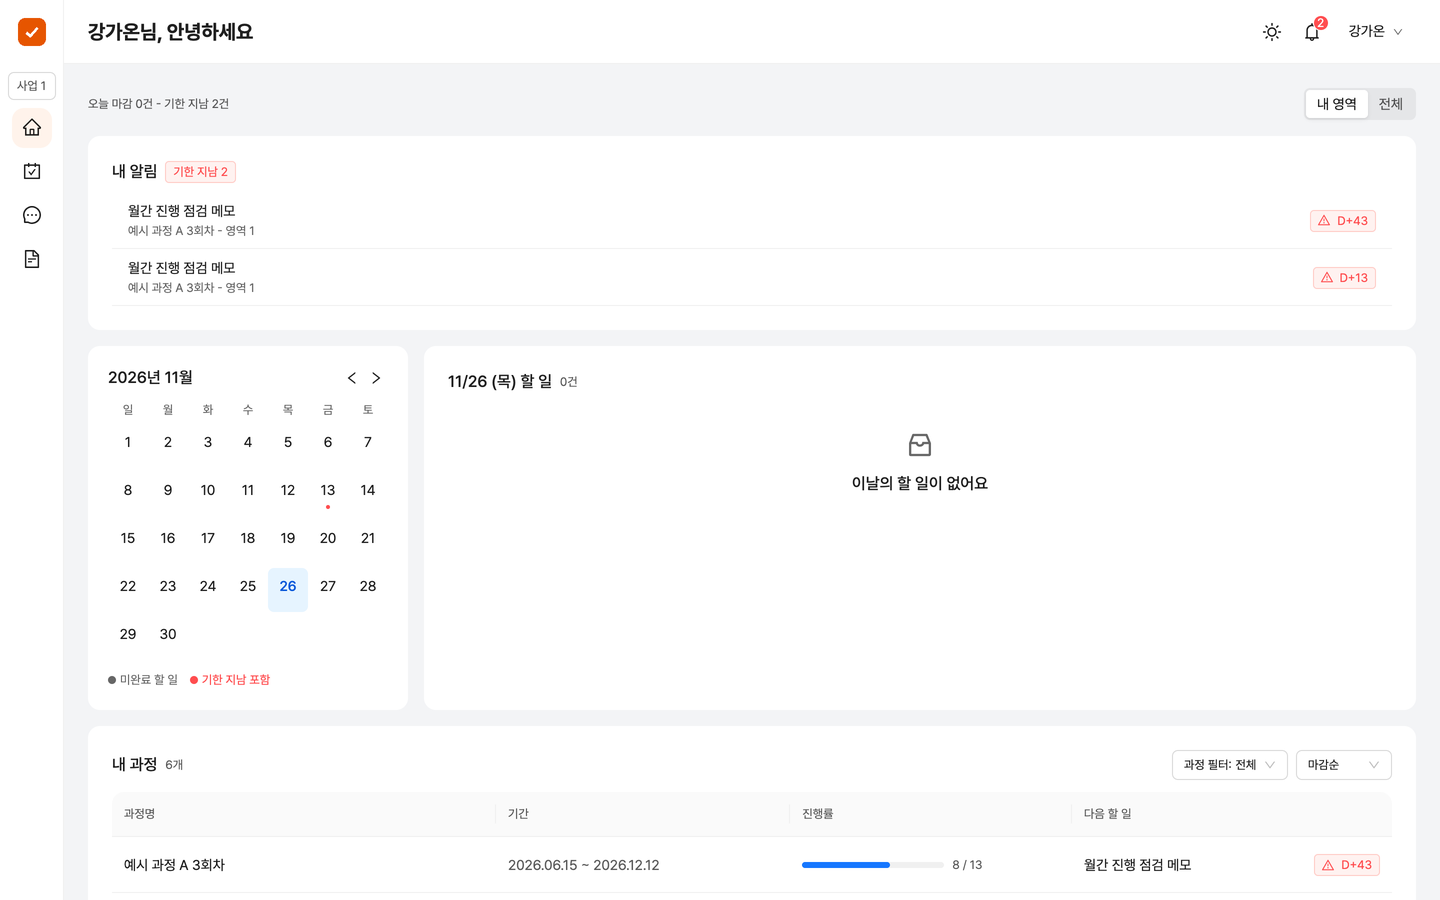 강가온님, 안녕하세요
2
강가온
사업 1
오늘 마감 0건 - 기한 지남 2건
내 영역
전체
내 알림
기한 지남 2
월간 진행 점검 메모
예시 과정 A 3회차 - 영역 1
D+43
월간 진행 점검 메모
예시 과정 A 3회차 - 영역 1
D+13
2026년 11월
일 월 화 수 목 금 토
1 2 3 4 5 6 7
8 9 10 11 12 13 14
15 16 17 18 19 20 21
22 23 24 25 26 27 28
29 30
미완료 할 일
기한 지남 포함
11/26 (목) 할 일 0건
이날의 할 일이 없어요
내 과정 6개
과정 필터: 전체
마감순
과정명 기간 진행률 다음 할 일
예시 과정 A 3회차 2026.06.15 ~ 2026.12.12 8 / 13 월간 진행 점검 메모 D+43